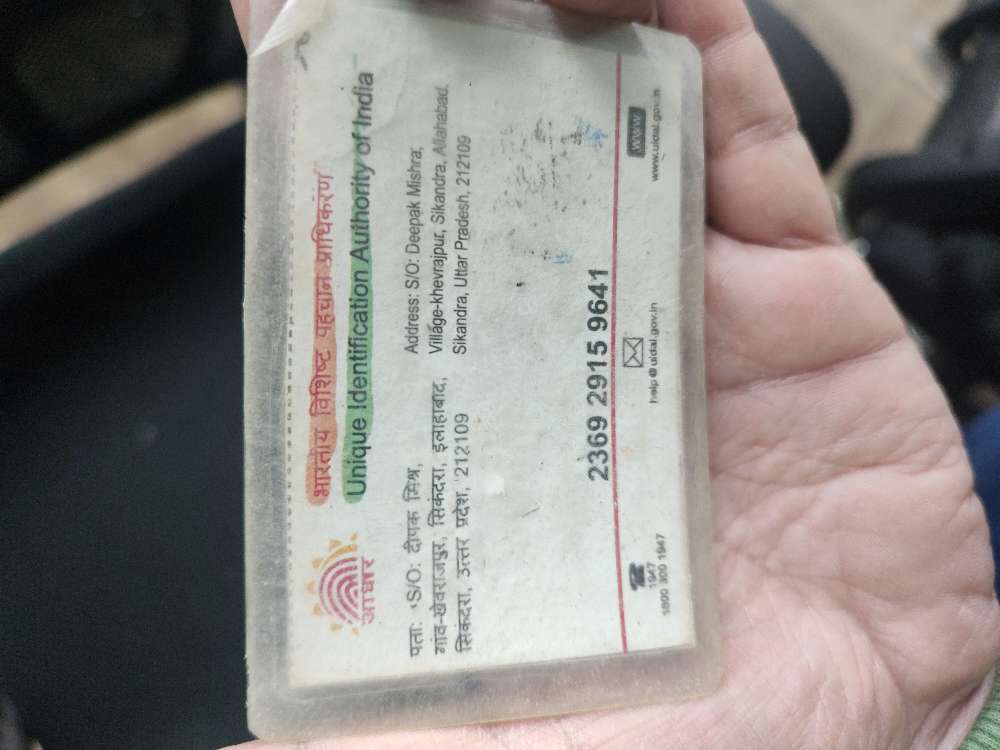 भारतीय विशिष्ट पहचान प्राधिकरण
Unique Identification Authority of India
आधार
पता: S/O: दीपक मिश्र,
गांव-खेवराजपुर, सिकंदरा, इलाहाबाद,
सिकन्दरा, उत्तर प्रदेश, 212109
Address: S/O: Deepak Mishra,
Village-khevrajpur, Sikandra, Allahabad,
Sikandra, Uttar Pradesh, 212109
2369 2915 9641
1947
1800 300 1947
help@uidai.gov.in
WWW
www.uidai.gov.in